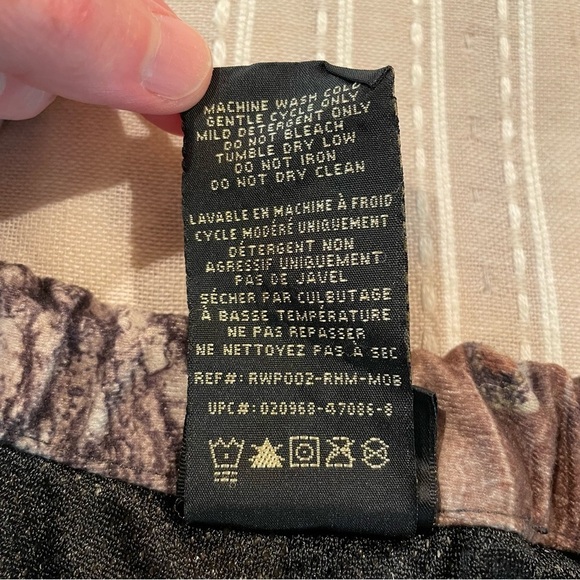 MACHINE WASH COLD
GENTLE CYCLE ONLY
MILD DETERGENT ONLY
DO NOT BLEACH
TUMBLE DRY LOW
DO NOT IRON
DO NOT DRY CLEAN
LAVABLE EN MACHINE À FROID
CYCLE MODÉRÉ UNIQUEMENT
DÉTERGENT NON
AGRESSIF UNIQUEMENT
PAS DE JAVEL
SÉCHER PAR CULBUTAGE
À BASSE TEMPÉRATURE
NE PAS REPASSER
NE NETTOYEZ PAS À SEC
REF#: RWP002-RHM-MOB
UPC#: 020968-47086-8